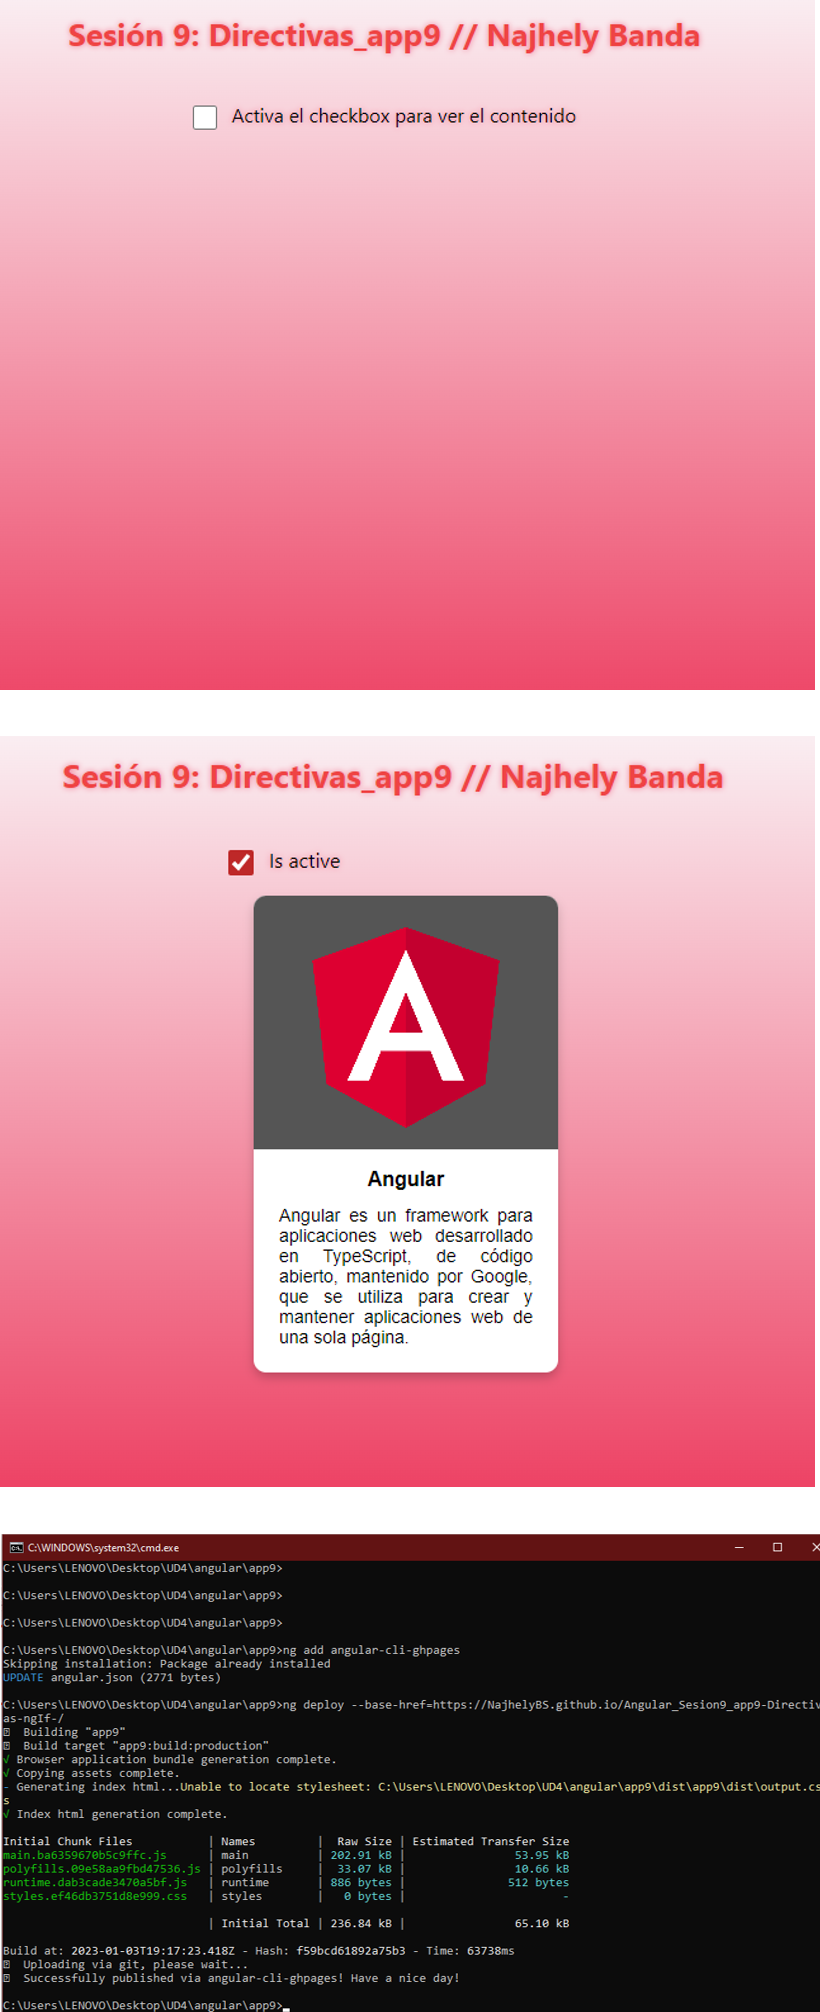 Sesión 9: Directivas_app9 // Najhely Banda
Activa el checkbox para ver el contenido
Sesión 9: Directivas_app9 // Najhely Banda
Is active
Angular
Angular es un framework para
aplicaciones web desarrollado
en TypeScript, de código
abierto, mantenido por Google,
que se utiliza para crear y
mantener aplicaciones web de
una sola página.
C:\WINDOWS\system32\cmd.exe
C:\Users\LENOVO\Desktop\UD4\angular\app9>
C:\Users\LENOVO\Desktop\UD4\angular\app9>
C:\Users\LENOVO\Desktop\UD4\angular\app9>
C:\Users\LENOVO\Desktop\UD4\angular\app9>ng add angular-cli-ghpages
Skipping installation: Package already installed
UPDATE angular.json (2771 bytes)
C:\Users\LENOVO\Desktop\UD4\angular\app9>ng deploy --base-href=https://NajhelyBS.github.io/Angular_Sesion9_app9-Directiv
as-ngIf-/
Building "app9"
Build target "app9:build:production"
√ Browser application bundle generation complete.
√ Copying assets complete.
- Generating index html...Unable to locate stylesheet: C:\Users\LENOVO\Desktop\UD4\angular\app9\dist\app9\dist\output.cs
s
√ Index html generation complete.
Initial Chunk Files | Names | Raw Size | Estimated Transfer Size
main.ba6359670b5c9ffc.js | main | 202.91 kB | 53.95 kB
polyfills.09e58aa9fbd47536.js | polyfills | 33.07 kB | 10.66 kB
runtime.dab3cade3470a5bf.js | runtime | 886 bytes | 512 bytes
styles.ef46db3751d8e999.css | styles | 0 bytes | -
| Initial Total | 236.84 kB | 65.10 kB
Build at: 2023-01-03T19:17:23.418Z - Hash: f59bcd61892a75b3 - Time: 63738ms
Uploading via git, please wait...
Successfully published via angular-cli-ghpages! Have a nice day!
C:\Users\LENOVO\Desktop\UD4\angular\app9>